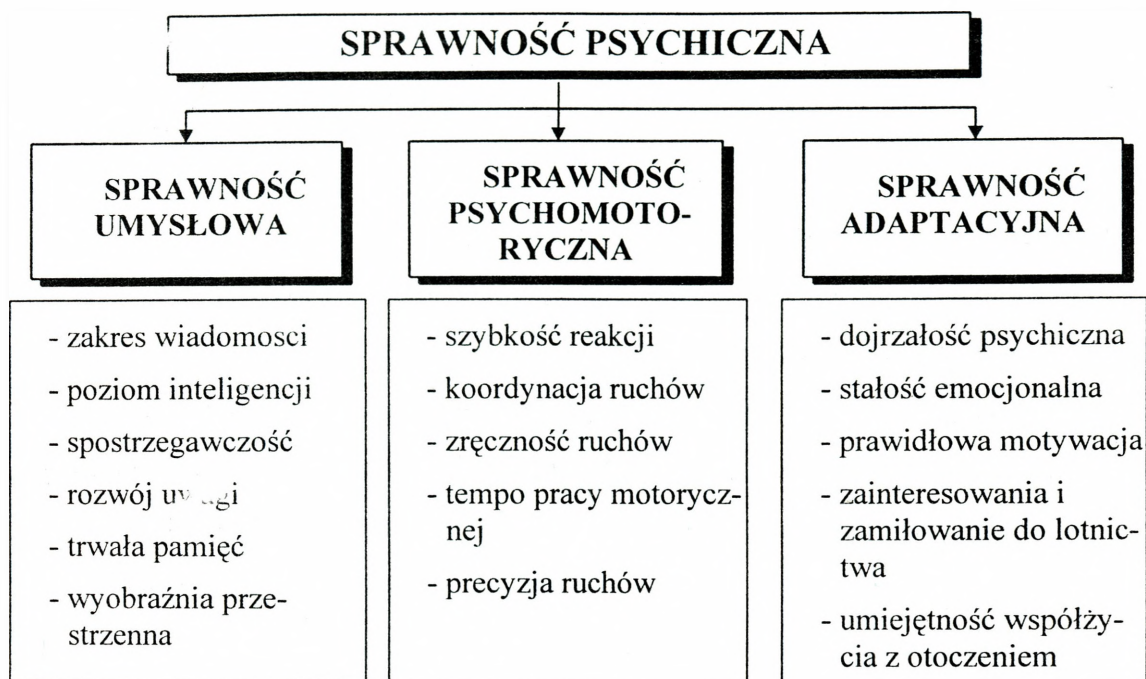 SPRAWNOŚĆ PSYCHICZNA
SPRAWNOŚĆ
UMYSŁOWA
- zakres wiadomosci
- poziom inteligencji
- spostrzegawczość
- rozwój
- trwała pamięć
- wyobraźnia prze-
strzenna
SPRAWNOŚĆ
PSYCHOMOTO-
RYCZNA
- szybkość reakcji
- koordynacja ruchów
- zręczność ruchów
- tempo pracy motorycz-
nej
- precyzja ruchów
SPRAWNOŚĆ
ADAPTACYJNA
- dojrzałość psychiczna
- stałość emocjonalna
- prawidłowa motywacja
- zainteresowania i
zamiłowanie do lotnic-
twa
- umiejętność współży-
cia z otoczeniem